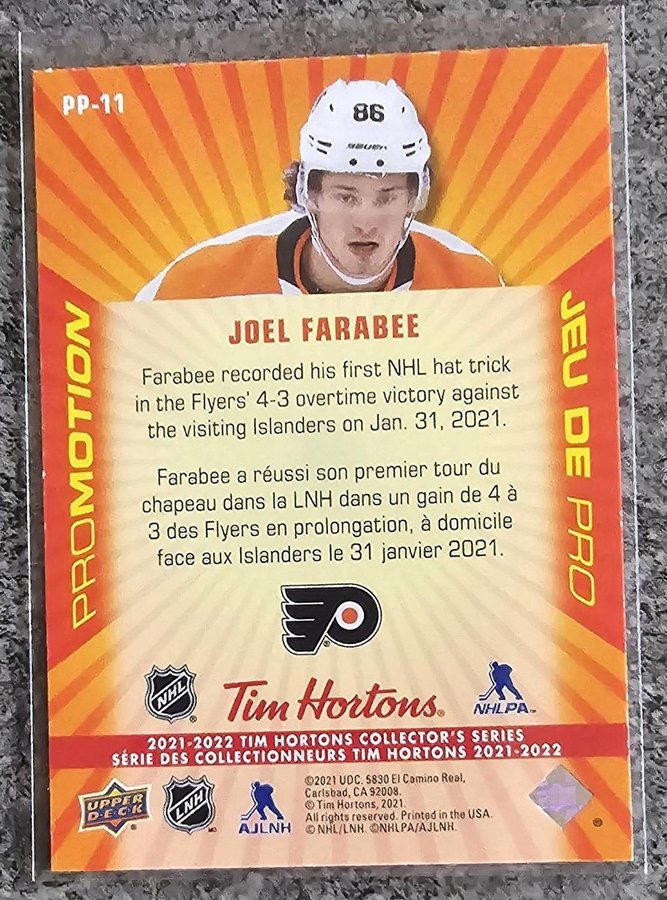 PP-11
86
BAUER
JOEL FARABEE
PROMOTION
JEU DE PRO
Farabee recorded his first NHL hat trick
in the Flyers' 4-3 overtime victory against
the visiting Islanders on Jan. 31, 2021.
Farabee a réussi son premier tour du
chapeau dans la LNH dans un gain de 4 à
3 des Flyers en prolongation, à domicile
face aux Islanders le 31 janvier 2021.
NHL
Tim Hortons®
NHLPA™
2021-2022 TIM HORTONS COLLECTOR'S SERIES
SÉRIE DES COLLECTIONNEURS TIM HORTONS 2021-2022
UPPER DECK
LNH
AJLNH
©2021 UDC. 5830 El Camino Real,
Carlsbad, CA 92008.
© Tim Hortons, 2021.
All rights reserved. Printed in the USA.
© NHL/LNH. ©NHLPA/AJLNH.